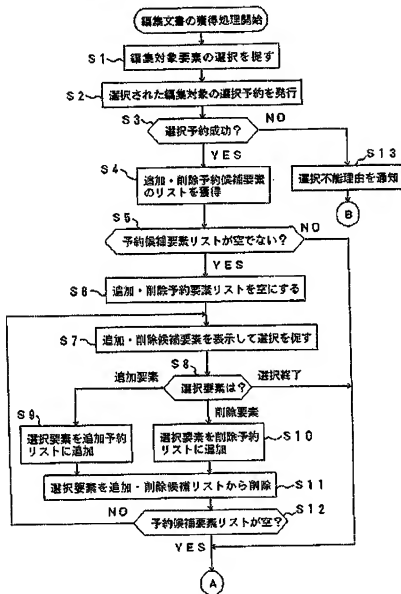 編集文書の獲得処理開始
S1
編集対象要素の選択を促す
S2
選択された編集対象の選択予約を発行
S3
選択予約成功?
NO
YES
S13
選択不能理由を通知
B
S4
追加・削除予約候補要素
のリストを獲得
S5
予約候補要素リストが空でない?
NO
YES
S6
追加・削除予約要素リストを空にする
S7
追加・削除候補要素を表示して選択を促す
S8
選択要素は?
追加要素
選択終了
削除要素
S9
選択要素を追加予約
リストに追加
S10
選択要素を削除予約
リストに追加
選択要素を追加・削除候補リストから削除
S11
NO
予約候補要素リストが空?
S12
YES
A